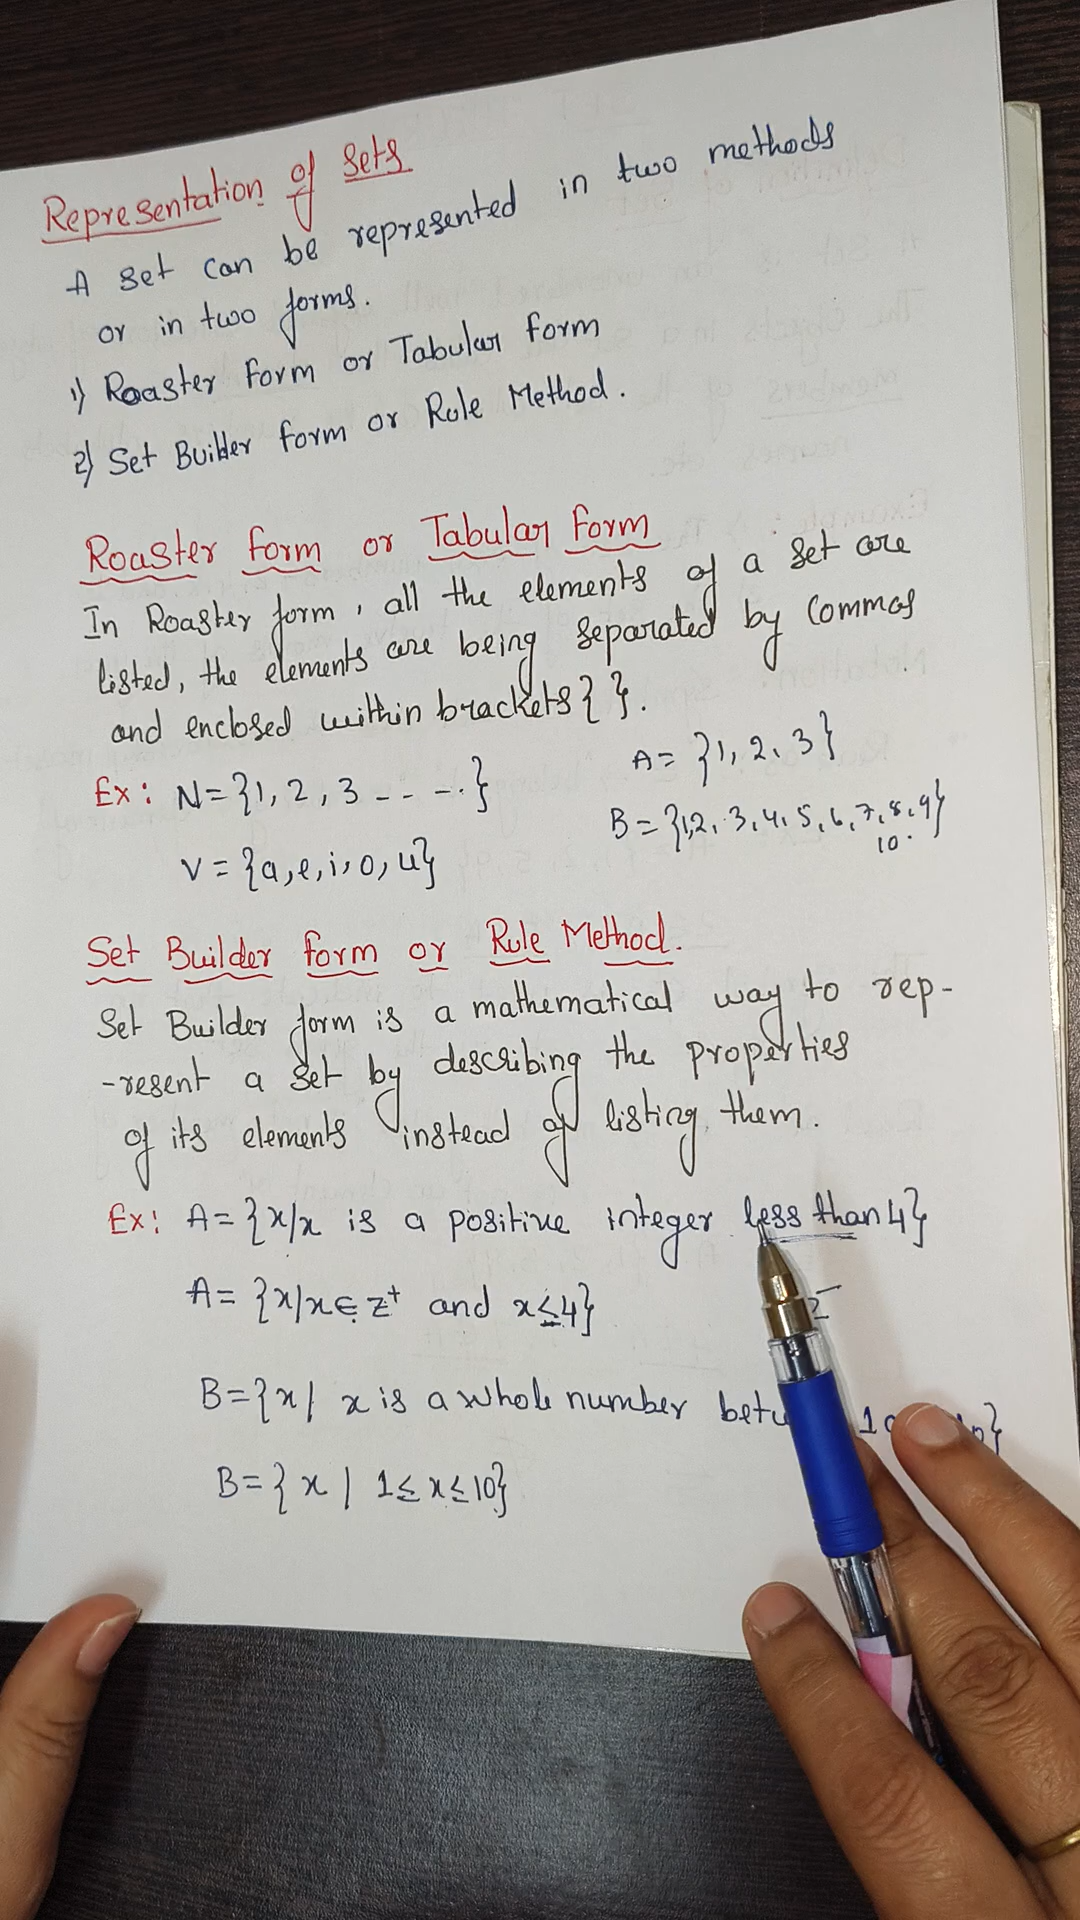 Representation of Sets
A set can be represented in two methods
or in two forms.
1) Roaster Form or Tabular Form
2) Set Builder form or Rule Method.
Roaster form or Tabular Form
In Roaster form, all the elements of a set are
listed, the elements are being separated by commas
and enclosed within brackets { }.
Ex: N = {1, 2, 3 - - - .}
A = {1, 2, 3}
V = {a, e, i, o, u}
B = {1,2, 3, 4, 5, 6, 7, 8, 9}
10.
Set Builder form or Rule Method.
Set Builder form is a mathematical way to rep-
-resent a set by describing the properties
of its elements instead of listing them.
Ex: A = {x/x is a positive integer less than 4}
A = {x/x ∈ z⁺ and x ≤ 4}
B = {x / x is a whole number 1
B = { x / 1 ≤ x ≤ 10}